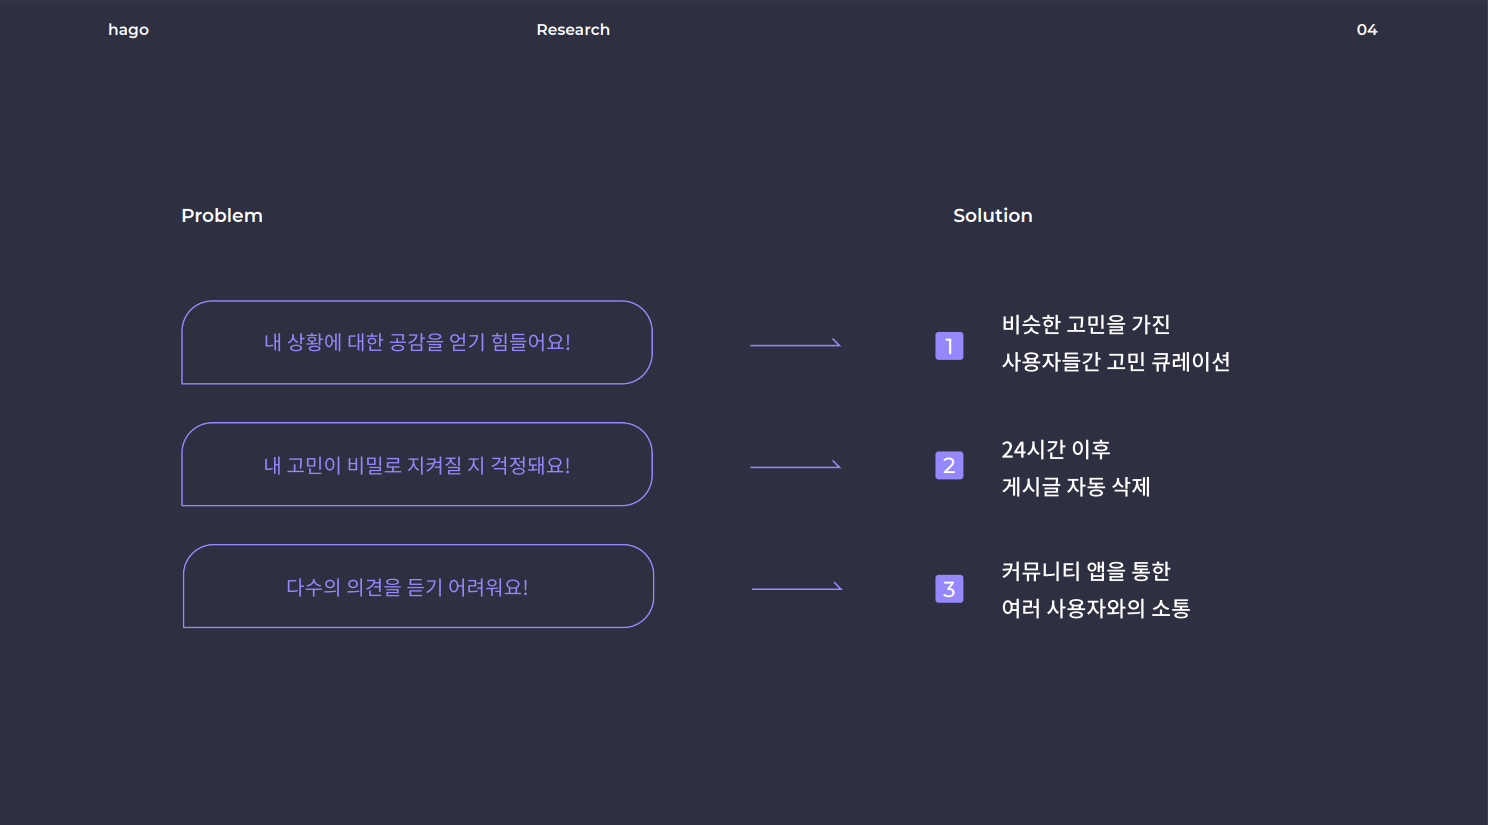 hago
Research
04
Problem
Solution
내 상황에 대한 공감을 얻기 힘들어요!
1
비슷한 고민을 가진
사용자들간 고민 큐레이션
내 고민이 비밀로 지켜질 지 걱정돼요!
2
24시간 이후
게시글 자동 삭제
다수의 의견을 듣기 어려워요!
3
커뮤니티 앱을 통한
여러 사용자와의 소통